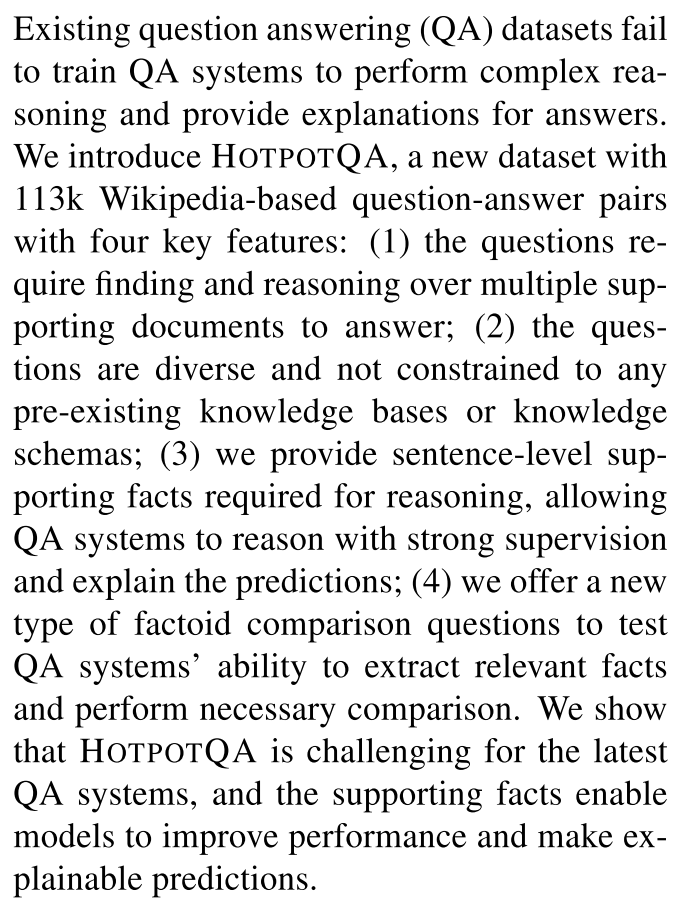 Existing question answering (QA) datasets fail
to train QA systems to perform complex rea-
soning and provide explanations for answers.
We introduce HOTPOTQA, a new dataset with
113k Wikipedia-based question-answer pairs
with four key features: (1) the questions re-
quire finding and reasoning over multiple sup-
porting documents to answer; (2) the ques-
tions are diverse and not constrained to any
pre-existing knowledge bases or knowledge
schemas; (3) we provide sentence-level sup-
porting facts required for reasoning, allowing
QA systems to reason with strong supervision
and explain the predictions; (4) we offer a new
type of factoid comparison questions to test
QA systems’ ability to extract relevant facts
and perform necessary comparison. We show
that HOTPOTQA is challenging for the latest
QA systems, and the supporting facts enable
models to improve performance and make ex-
plainable predictions.